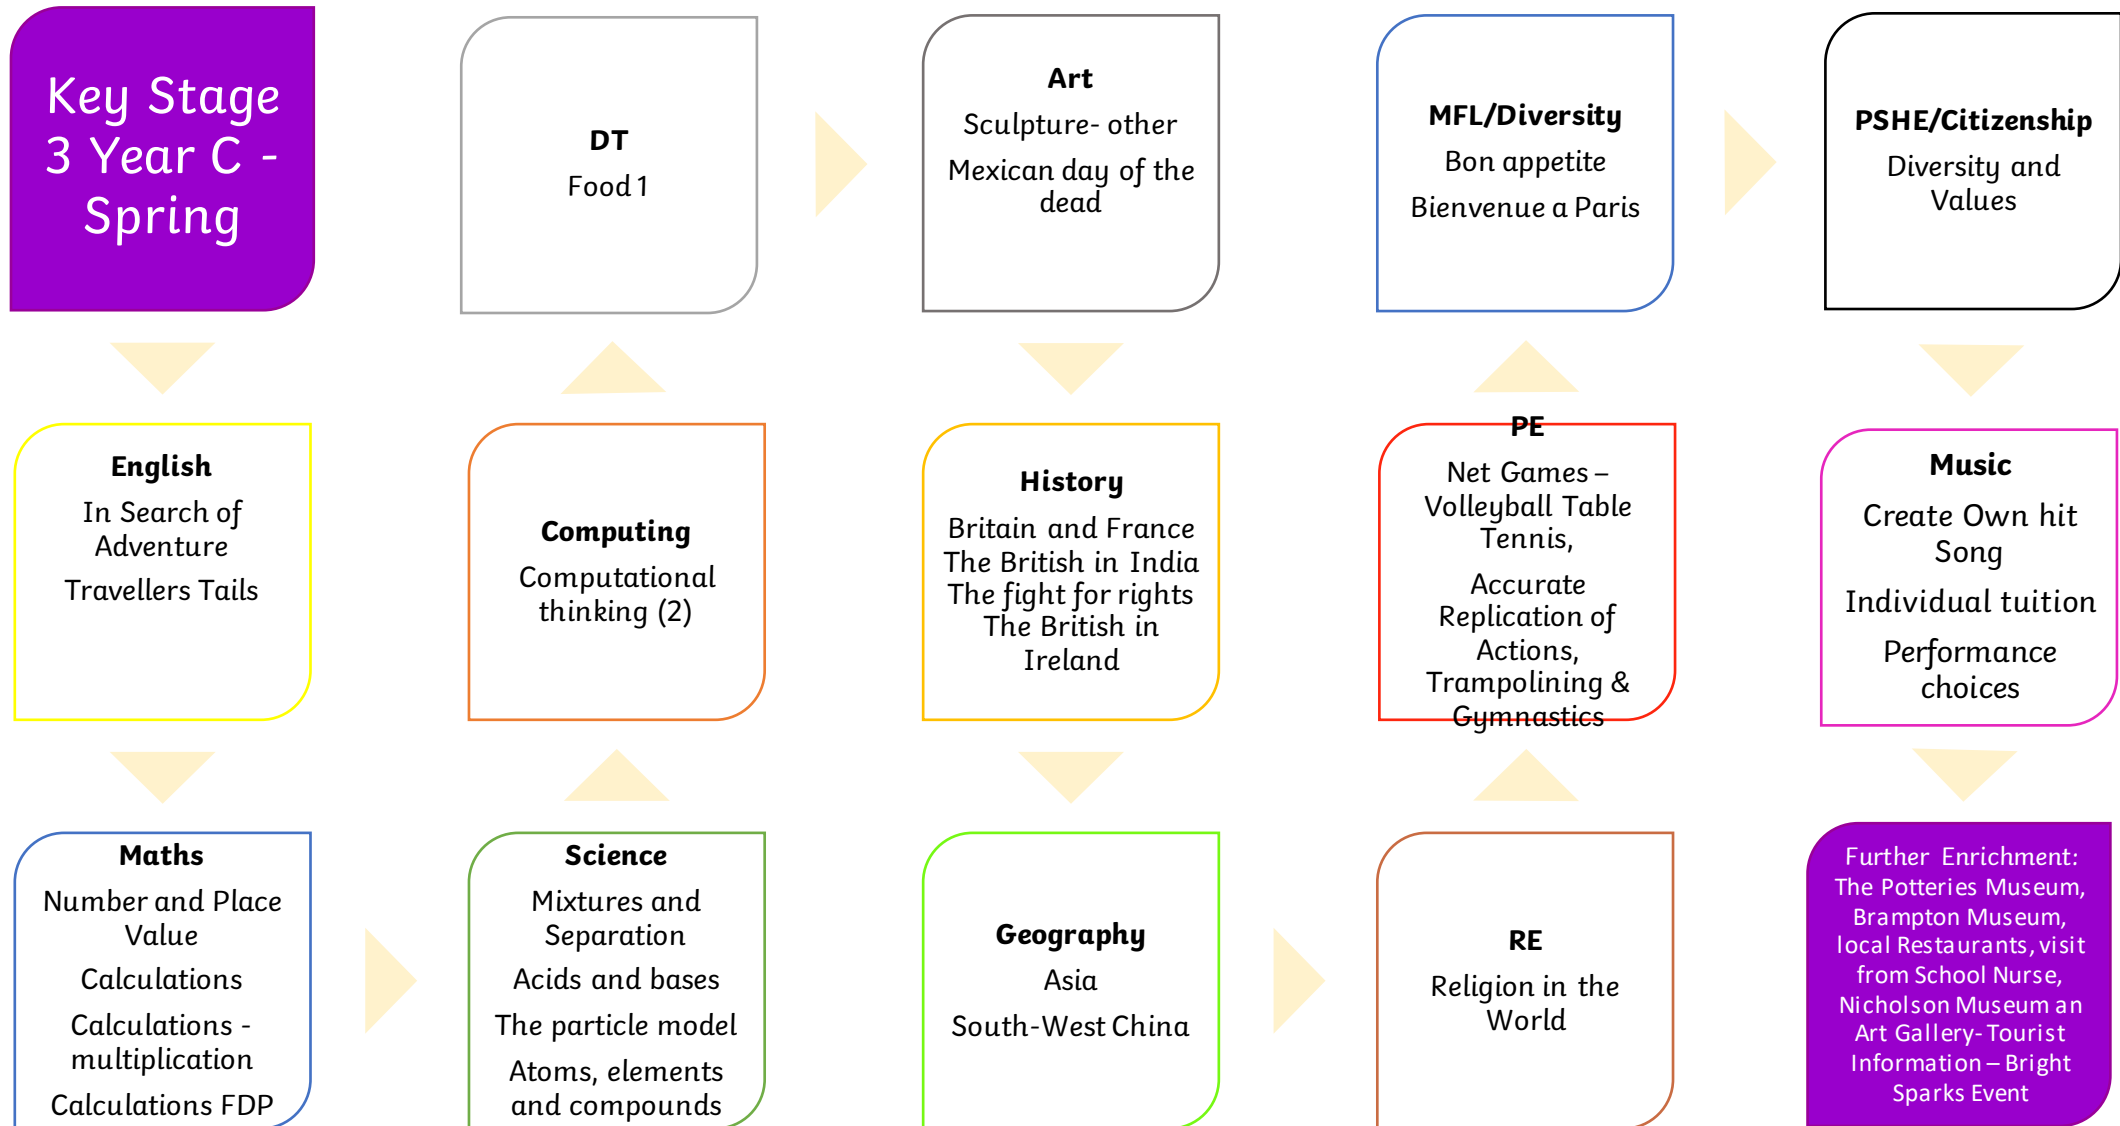 Key Stage
3 Year C -
Spring
English
In Search of
Adventure
Travellers Tails
Maths
Number and Place
Value
Calculations
Calculations -
multiplication
Calculations FDP
Science
Mixtures and
Separation
Acids and bases
The particle model
Atoms, elements
and compounds
Computing
Computational
thinking (2)
DT
Food 1
Art
Sculpture- other
Mexican day of the
dead
History
Britain and France
The British in India
The fight for rights
The British in
Ireland
Geography
Asia
South-West China
RE
Religion in the
World
PE
Net Games –
Volleyball Table
Tennis,
Accurate
Replication of
Actions,
Trampolining &
Gymnastics
MFL/Diversity
Bon appetite
Bienvenue a Paris
PSHE/Citizenship
Diversity and
Values
Music
Create Own hit
Song
Individual tuition
Performance
choices
Further Enrichment:
The Potteries Museum,
Brampton Museum,
local Restaurants, visit
from School Nurse,
Nicholson Museum an
Art Gallery- Tourist
Information – Bright
Sparks Event